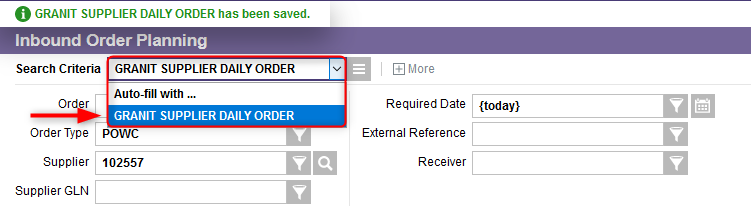 GRANIT SUPPLIER DAILY ORDER has been saved.
Inbound Order Planning
Search Criteria GRANIT SUPPLIER DAILY ORDER More
Auto-fill with ...
GRANIT SUPPLIER DAILY ORDER
Order
Required Date {today}
Order Type POWC
External Reference
Supplier 102557
Receiver
Supplier GLN